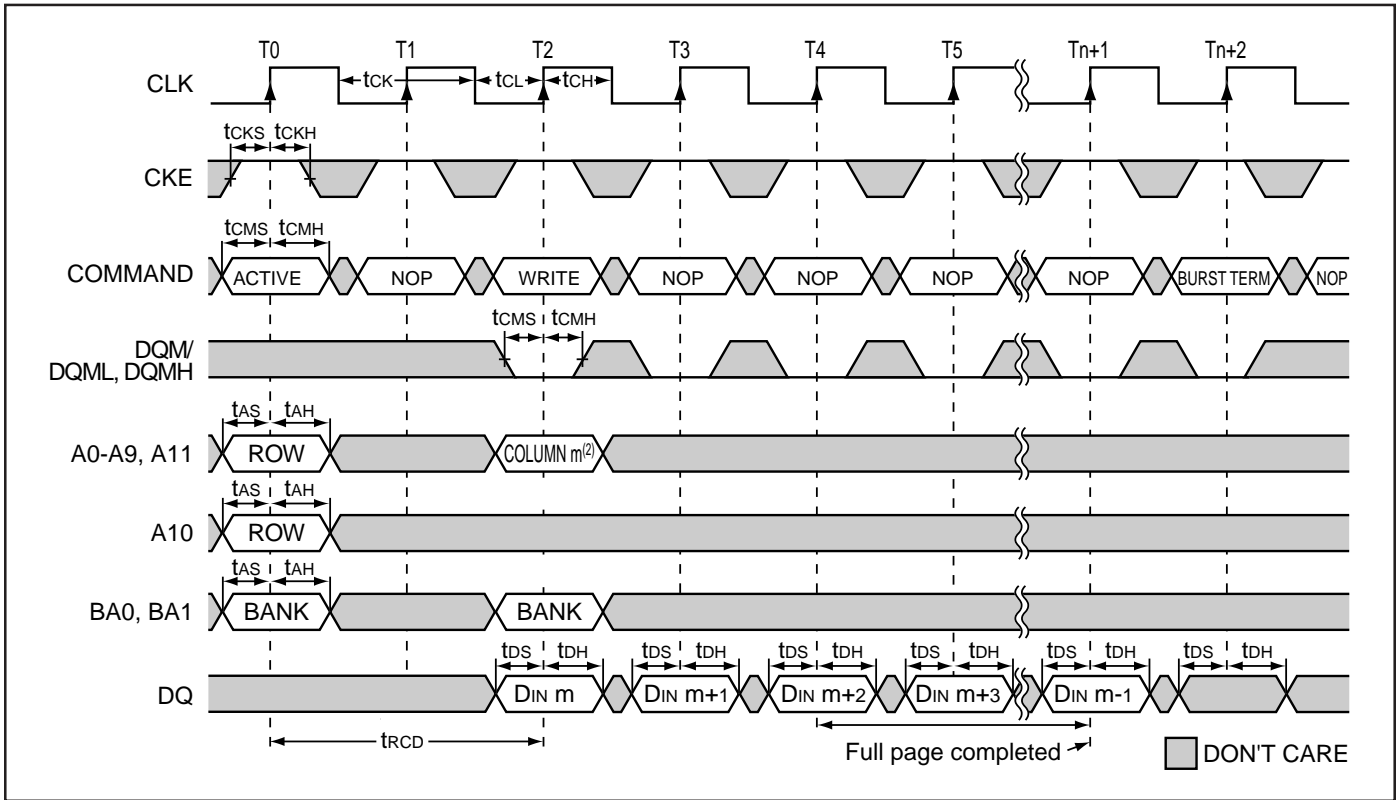 T0 T1 T2 T3 T4 T5 Tn+1 Tn+2
CLK tCK tCL tCH
tCKS tCKH
CKE
tCMS tCMH
COMMAND ACTIVE NOP WRITE NOP NOP NOP NOP BURST TERM NOP
tCMS tCMH
DQM/
DQML, DQMH
tAS tAH
A0-A9, A11 ROW COLUMN m(2)
tAS tAH
A10 ROW
tAS tAH
BA0, BA1 BANK BANK
tDS tDH tDS tDH tDS tDH tDS tDH tDS tDH tDS tDH
DQ DIN m DIN m+1 DIN m+2 DIN m+3 DIN m-1
tRCD
Full page completed
DON'T CARE